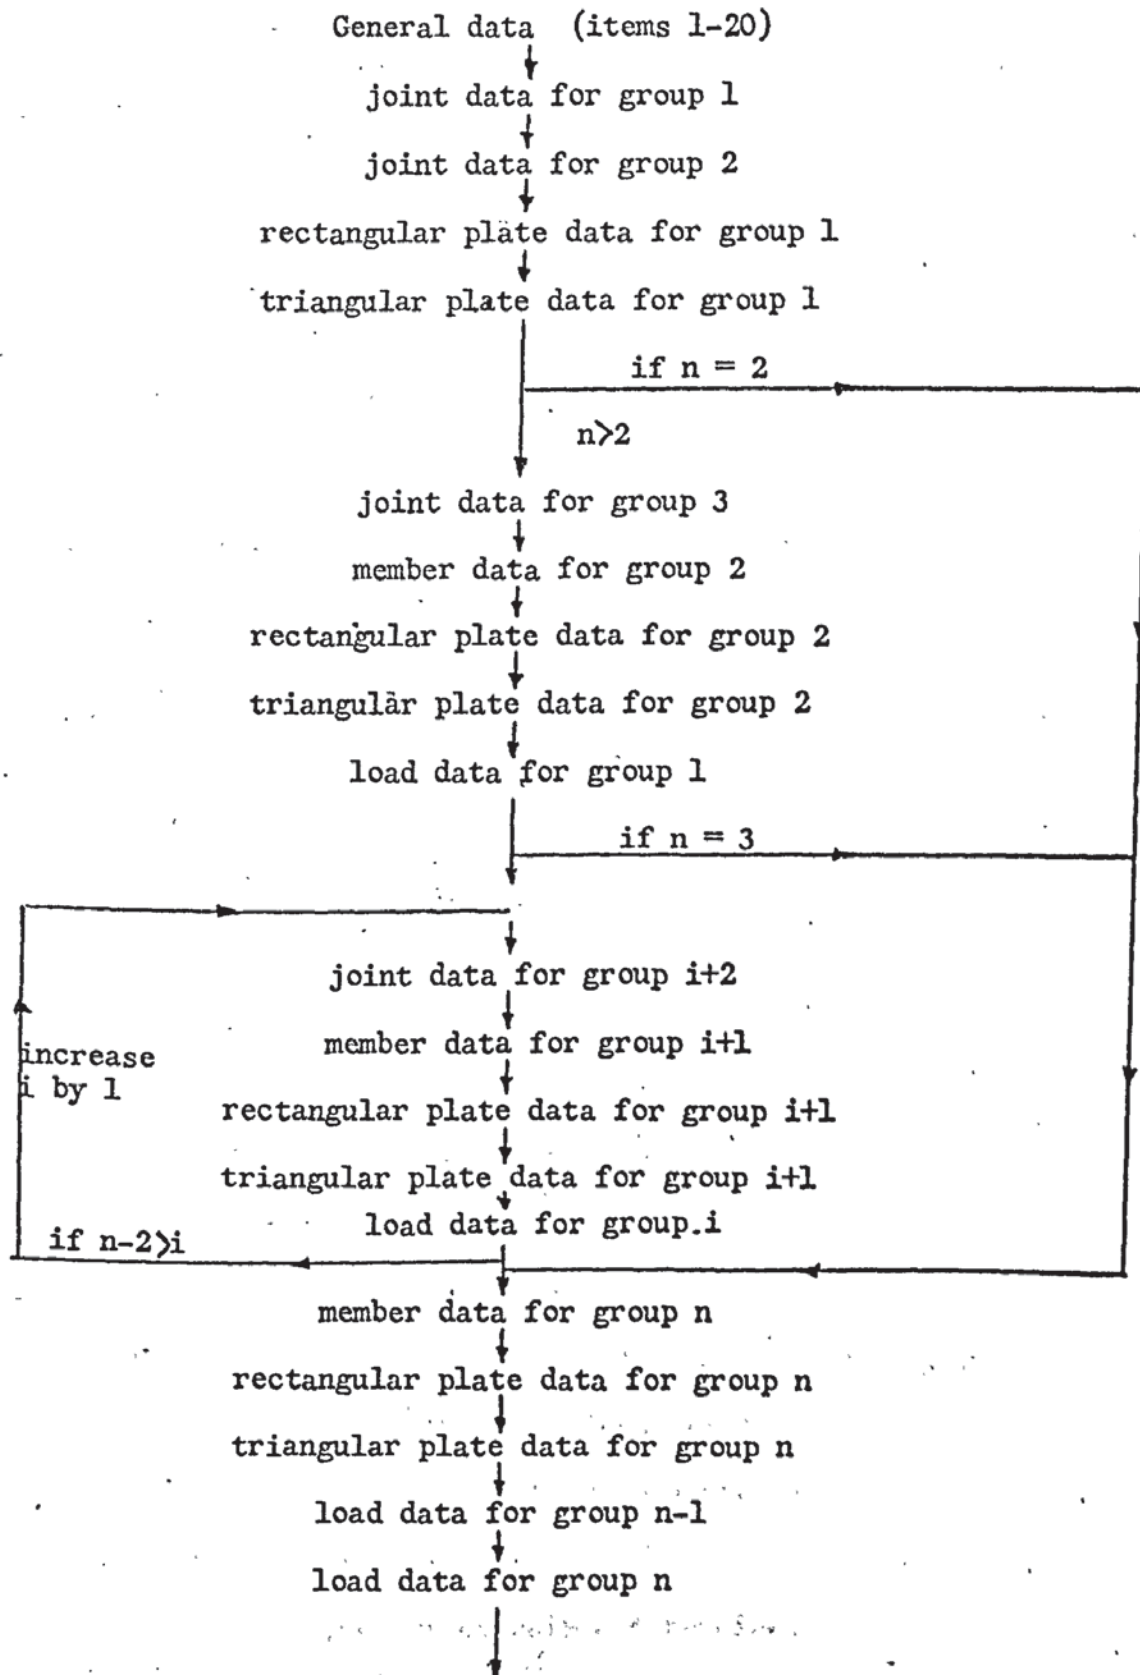 General data (items 1-20)
joint data for group 1
joint data for group 2
rectangular plate data for group 1
triangular plate data for group 1
if n = 2
n>2
joint data for group 3
member data for group 2
rectangular plate data for group 2
triangular plate data for group 2
load data for group 1
if n = 3
joint data for group i+2
member data for group i+1
increase
i by 1
rectangular plate data for group i+1
triangular plate data for group i+1
load data for group.i
if n-2>i
member data for group n
rectangular plate data for group n
triangular plate data for group n
load data for group n-1
load data for group n